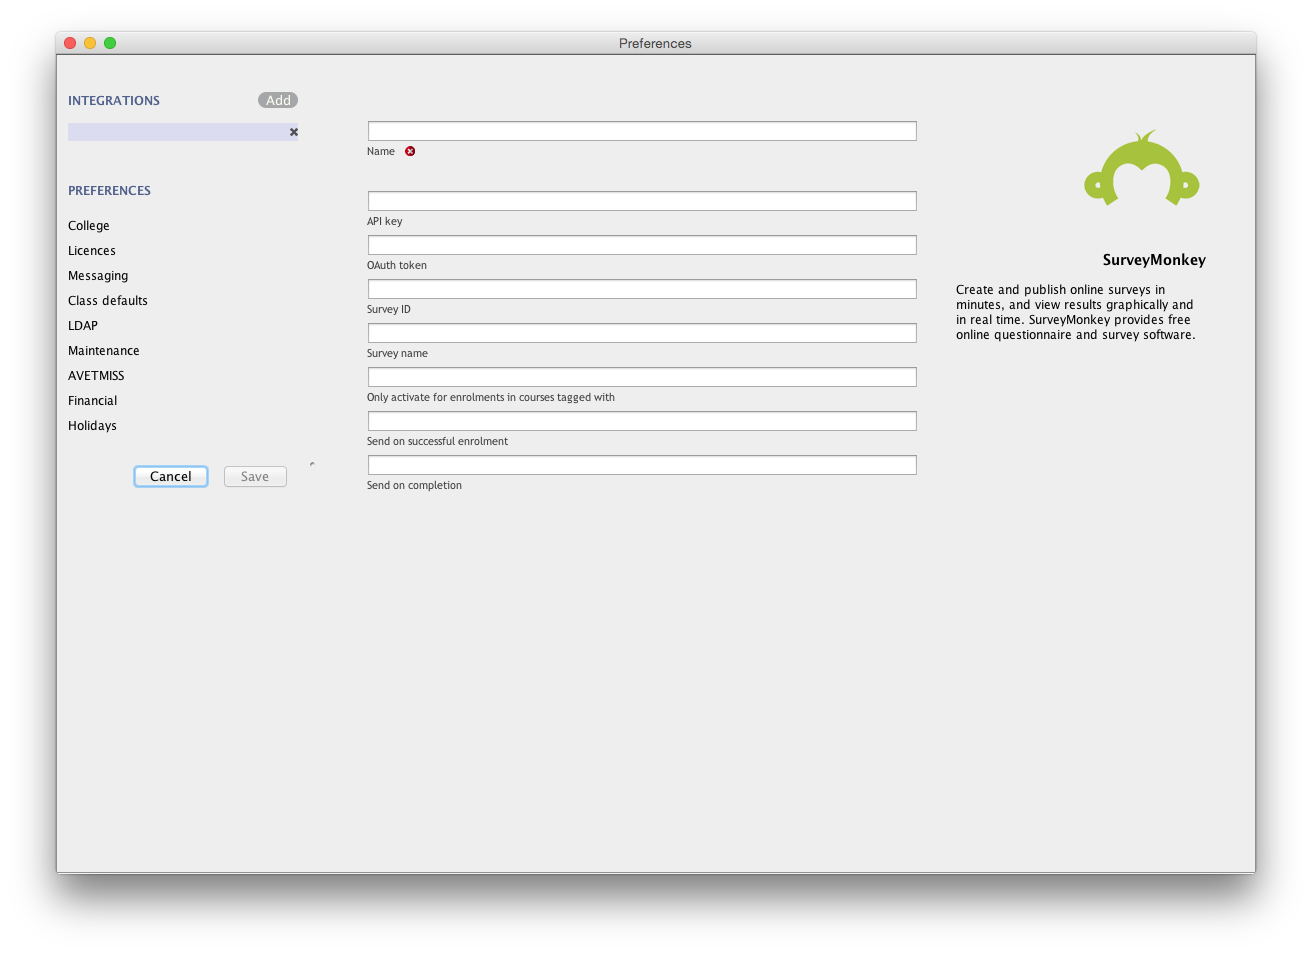 Preferences
INTEGRATIONS
Add
Name
PREFERENCES
College
Licences
Messaging
Class defaults
LDAP
Maintenance
AVETMISS
Financial
Holidays
Cancel
Save
API key
OAuth token
Survey ID
Survey name
Only activate for enrolments in courses tagged with
Send on successful enrolment
Send on completion
SurveyMonkey
Create and publish online surveys in
minutes, and view results graphically and
in real time. SurveyMonkey provides free
online questionnaire and survey software.